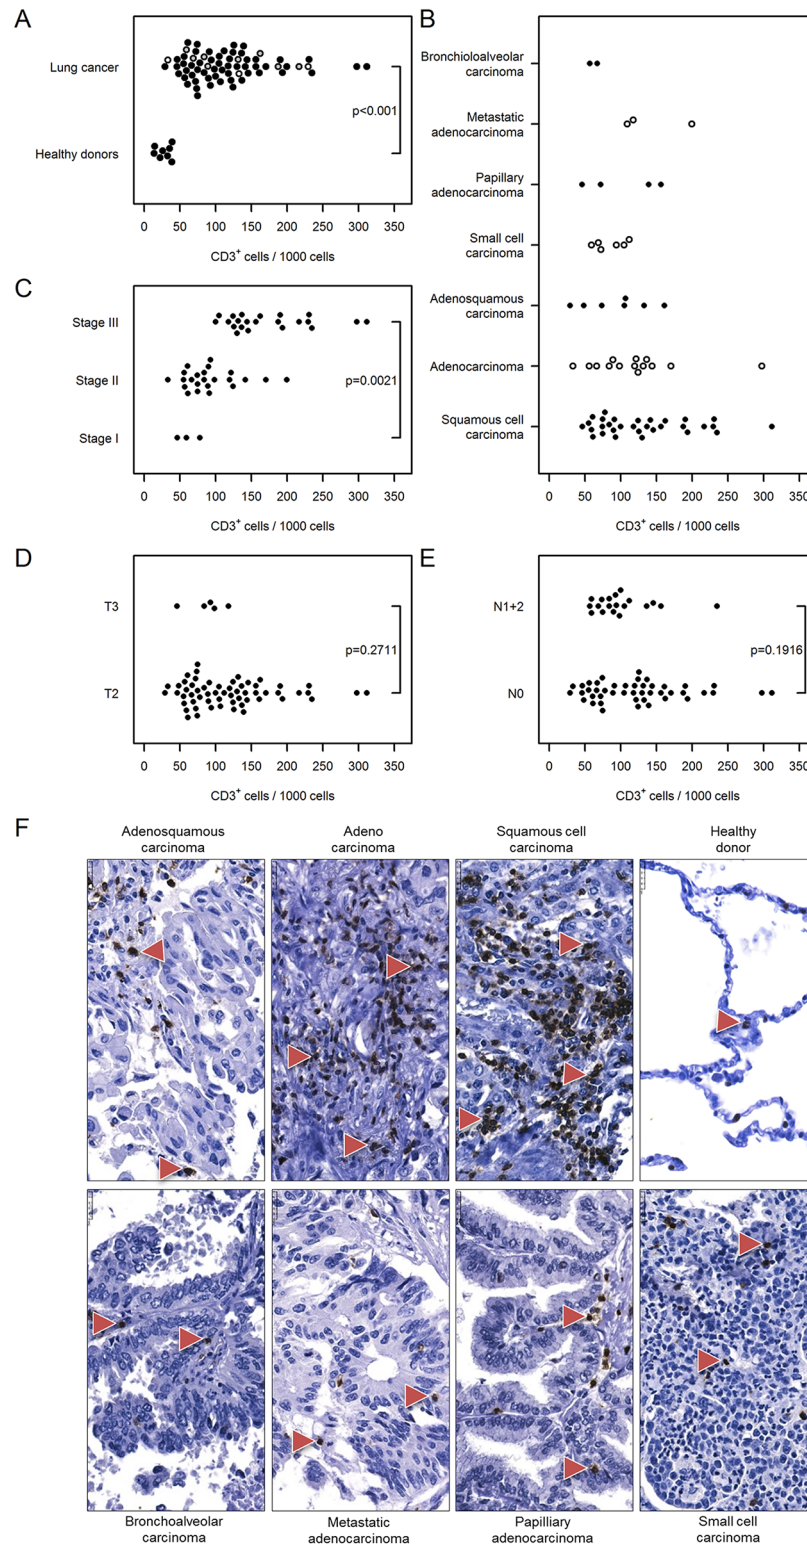 A
Lung cancer
Healthy donors
p<0.001
0 50 100 150 200 250 300 350
CD3⁺ cells / 1000 cells
B
Bronchioloalveolar
carcinoma
Metastatic
adenocarcinoma
Papillary
adenocarcinoma
Small cell
carcinoma
Adenosquamous
carcinoma
Adenocarcinoma
Squamous cell
carcinoma
0 50 100 150 200 250 300 350
CD3⁺ cells / 1000 cells
C
Stage III
Stage II
Stage I
p=0.0021
0 50 100 150 200 250 300 350
CD3⁺ cells / 1000 cells
D
T3
T2
p=0.2711
0 50 100 150 200 250 300 350
CD3⁺ cells / 1000 cells
E
N1+2
N0
p=0.1916
0 50 100 150 200 250 300 350
CD3⁺ cells / 1000 cells
F
Adenosquamous
carcinoma
Adeno
carcinoma
Squamous cell
carcinoma
Healthy
donor
Bronchoalveolar
carcinoma
Metastatic
adenocarcinoma
Papilliary
adenocarcinoma
Small cell
carcinoma